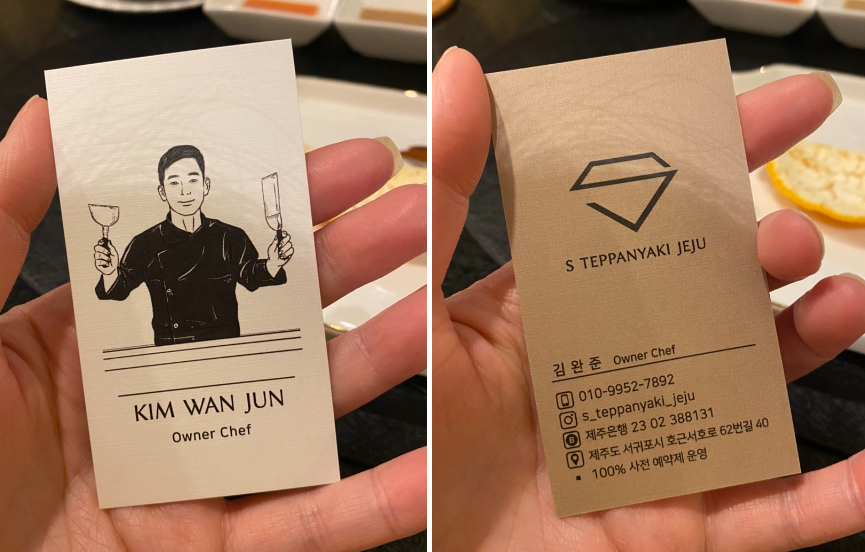 KIM WAN JUN
Owner Chef
S TEPPANYAKI JEJU
김 완 준 Owner Chef
010-9952-7892
s_teppanyaki_jeju
제주은행 23 02 388131
제주도 서귀포시 호근서호로 62번길 40
100% 사전 예약제 운영